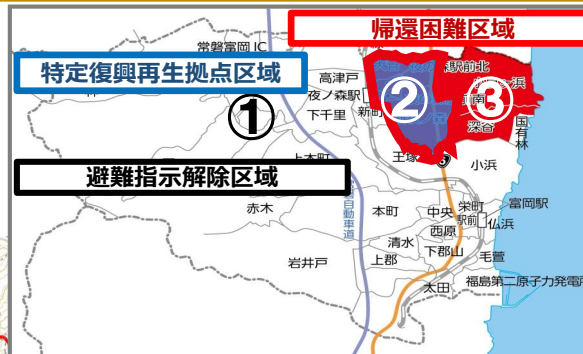 帰還困難区域
常磐富岡IC
特定復興再生拠点区域
高津戸
夜ノ森駅
下千里
駅前北
浜
新町
深谷
国有林
①
②
③
避難指示解除区域
上本町
王塚
小浜
赤木
自動車道
本町
中央
栄町
駅前
富岡駅
仏浜
西原
清水
下郡山
毛萱
岩井戸
上郡
太田
福島第二原子力発電所